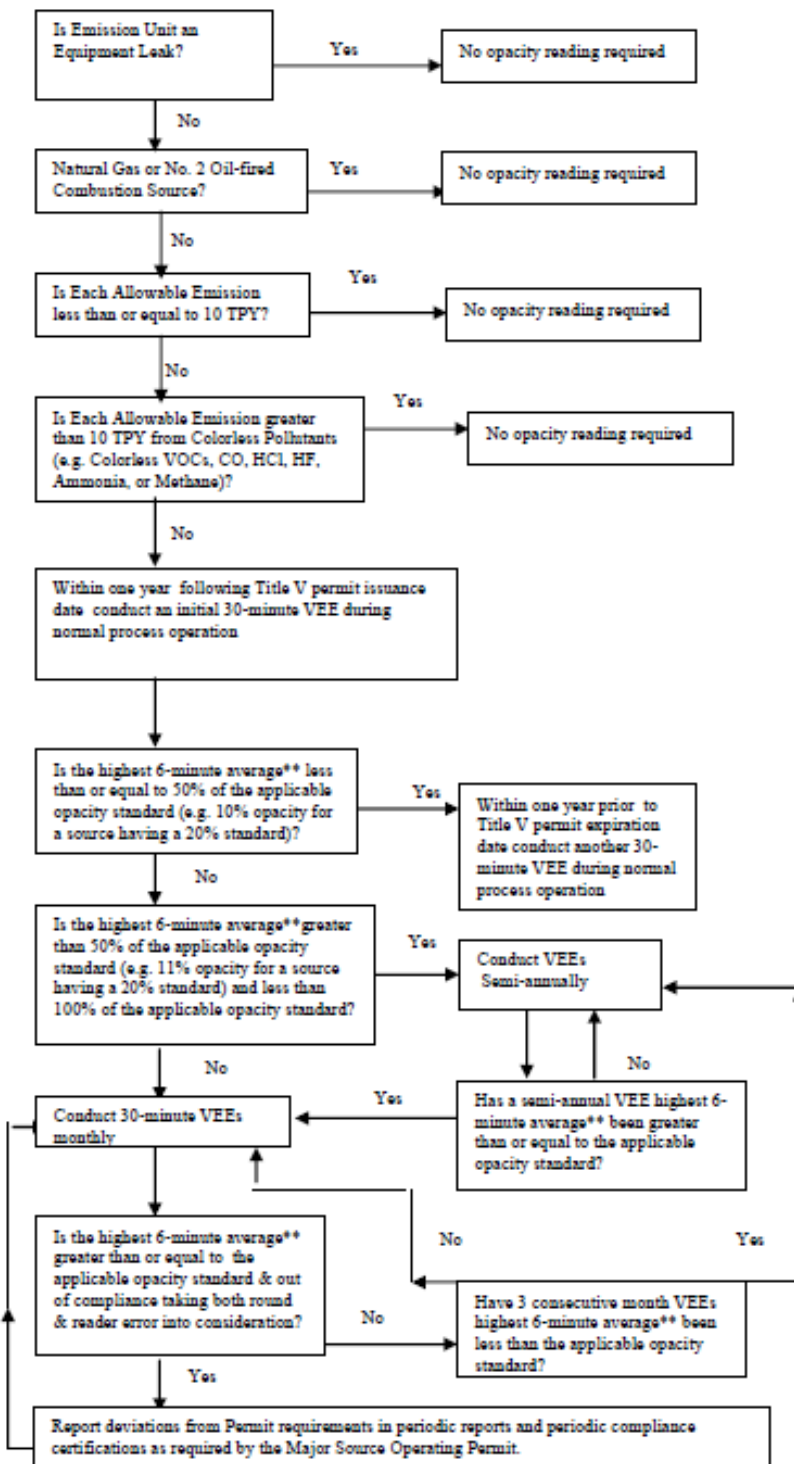 Is Emission Unit an
Equipment Leak?
Yes
No opacity reading required
No
Natural Gas or No. 2 Oil-fired
Combustion Source?
Yes
No opacity reading required
No
Is Each Allowable Emission
less than or equal to 10 TPY?
Yes
No opacity reading required
No
Is Each Allowable Emission greater
than 10 TPY from Colorless Pollutants
(e.g. Colorless VOCs, CO, HCl, HF,
Ammonia, or Methane)?
Yes
No opacity reading required
No
Within one year following Title V permit issuance
date conduct an initial 30-minute VEE during
normal process operation
Is the highest 6-minute average** less
than or equal to 50% of the applicable
opacity standard (e.g. 10% opacity for
a source having a 20% standard)?
Yes
Within one year prior to
Title V permit expiration
date conduct another 30-
minute VEE during normal
process operation
No
Is the highest 6-minute average**greater
than 50% of the applicable opacity
standard (e.g. 11% opacity for a source
having a 20% standard) and less than
100% of the applicable opacity standard?
Yes
Conduct VEEs
Semi-annually
No
No
Conduct 30-minute VEEs
monthly
Yes
Has a semi-annual VEE highest 6-
minute average** been greater
than or equal to the applicable
opacity standard?
Is the highest 6-minute average**
greater than or equal to the
applicable opacity standard & out
of compliance taking both round
& reader error into consideration?
No
No
Yes
Have 3 consecutive month VEEs
highest 6-minute average** been
less than the applicable opacity
standard?
Yes
Report deviations from Permit requirements in periodic reports and periodic compliance
certifications as required by the Major Source Operating Permit.